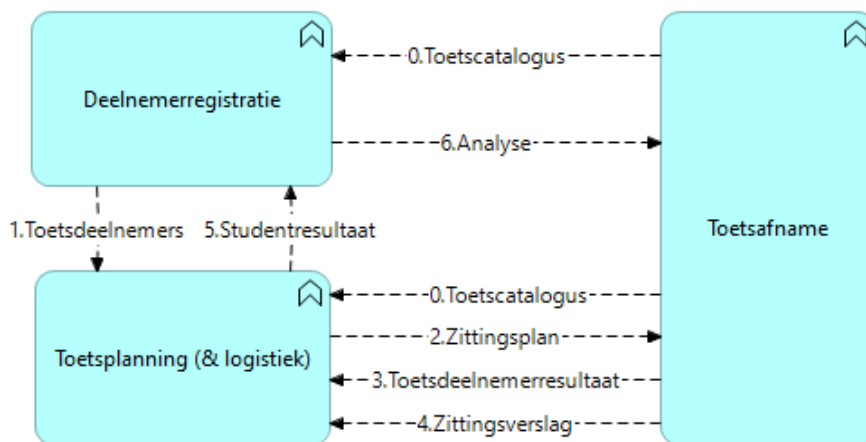 0.Toetscatalogus
Deelnemerregistratie
6.Analyse
1.Toetsdeelnemers
5.Studentresultaat
Toetsafname
0.Toetscatalogus
2.Zittingsplan
Toetsplanning (& logistiek)
3.Toetsdeelnemerresultaat
4.Zittingsverslag